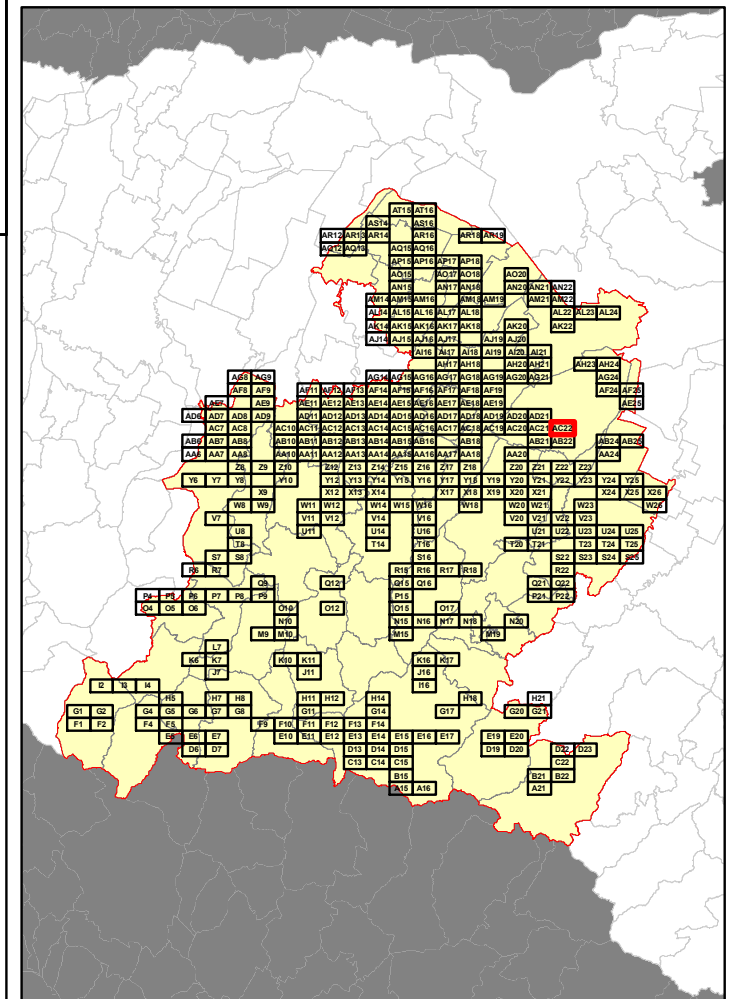 AT15 AT16
AS14 AS16
AR12 AR13 AR14 AR16 AR18 AR19
AQ12 AQ13 AQ15 AQ16
AP15 AP16 AP17 AP18
AO15 AO17 AO18 AO20
AN15 AN17 AN18 AN20 AN21 AN22
AM14 AM15 AM16 AM18 AM19 AM21 AM22
AL14 AL15 AL16 AL17 AL18 AL22 AL23 AL24
AK14 AK15 AK16 AK17 AK18 AK20 AK22
AJ14 AJ15 AJ16 AJ17 AJ19 AJ20
AI16 AI17 AI18 AI19 AI20 AI21
AH17 AH18 AH20 AH21 AH23 AH24
AG8 AG9 AG14 AG15 AG16 AG17 AG18 AG19 AG20 AG21 AG24
AF8 AF9 AF11 AF12 AF13 AF14 AF15 AF16 AF17 AF18 AF19 AF24 AF25
AE7 AE9 AE11 AE12 AE13 AE14 AE15 AE16 AE17 AE18 AE19 AE25
AD6 AD7 AD8 AD9 AD11 AD12 AD13 AD14 AD15 AD16 AD17 AD18 AD19 AD20 AD21
AC7 AC8 AC10 AC11 AC12 AC13 AC14 AC15 AC16 AC17 AC18 AC19 AC20 AC21 AC22
AB6 AB7 AB8 AB10 AB11 AB12 AB13 AB14 AB15 AB16 AB17 AB18 AB21 AB22 AB24 AB25
AA6 AA7 AA8 AA10 AA11 AA12 AA13 AA14 AA15 AA16 AA17 AA18 AA20 AA24
Z8 Z9 Z10 Z12 Z13 Z14 Z15 Z16 Z17 Z18 Z20 Z21 Z22 Z23
Y6 Y7 Y8 Y10 Y12 Y13 Y14 Y15 Y16 Y17 Y18 Y19 Y20 Y21 Y22 Y23 Y24 Y25
X9 X12 X13 X14 X17 X18 X19 X20 X21 X24 X25 X26
W8 W9 W11 W12 W14 W15 W16 W18 W20 W21 W23 W26
V7 V11 V12 V14 V16 V20 V21 V22 V23
U8 U11 U14 U16 U21 U22 U23 U24 U25
T8 T14 T16 T20 T21 T23 T24 T25
S7 S8 S16 S22 S23 S24 S25
R6 R7 R15 R16 R17 R18 R22
Q9 Q12 Q15 Q16 Q21 Q22
P4 P5 P6 P7 P8 P9 P15 P21 P22
O4 O5 O6 O10 O12 O15 O17
N10 N15 N16 N17 N18 N20
M9 M10 M15 M19
L7
K6 K7 K10 K11 K16 K17
J7 J11 J16
I2 I3 I4 I16
H5 H7 H8 H11 H12 H14 H18 H21
G1 G2 G4 G5 G6 G7 G8 G11 G14 G17 G20 G21
F1 F2 F4 F5 F9 F10 F11 F12 F13 F14
E5 E6 E7 E10 E11 E12 E13 E14 E15 E16 E17 E19 E20
D6 D7 D13 D14 D15 D19 D20 D22 D23
C13 C14 C15 C22
B15 B21 B22
A15 A16 A21